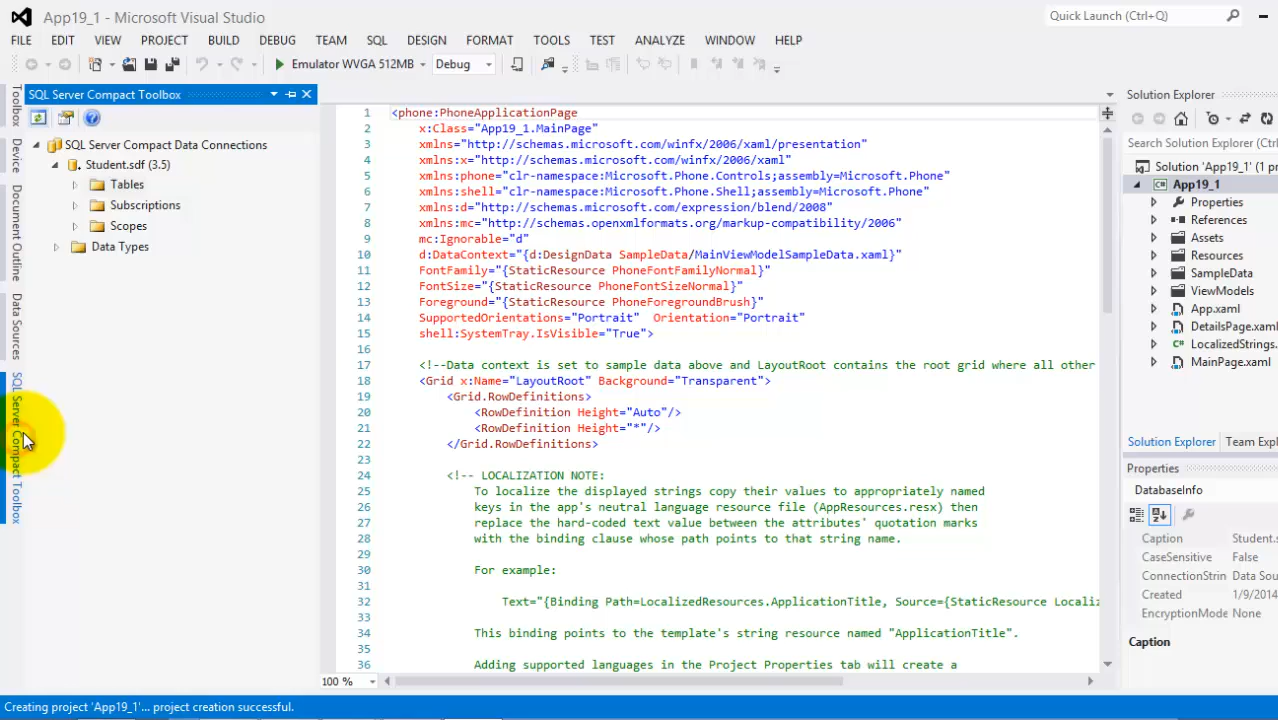 App19_1 - Microsoft Visual Studio
Quick Launch (Ctrl+Q)
FILE EDIT VIEW PROJECT BUILD DEBUG TEAM SQL DESIGN FORMAT TOOLS TEST ANALYZE WINDOW HELP
Emulator WVGA 512MB Debug
Toolbox
Device
Document Outline
Data Sources
SQL Server Compact Toolbox
SQL Server Compact Toolbox
SQL Server Compact Data Connections
Student.sdf (3.5)
Tables
Subscriptions
Scopes
Data Types
1 <phone:PhoneApplicationPage
2 x:Class="App19_1.MainPage"
3 xmlns="http://schemas.microsoft.com/winfx/2006/xaml/presentation"
4 xmlns:x="http://schemas.microsoft.com/winfx/2006/xaml"
5 xmlns:phone="clr-namespace:Microsoft.Phone.Controls;assembly=Microsoft.Phone"
6 xmlns:shell="clr-namespace:Microsoft.Phone.Shell;assembly=Microsoft.Phone"
7 xmlns:d="http://schemas.microsoft.com/expression/blend/2008"
8 xmlns:mc="http://schemas.openxmlformats.org/markup-compatibility/2006"
9 mc:Ignorable="d"
10 d:DataContext="{d:DesignData SampleData/MainViewModelSampleData.xaml}"
11 FontFamily="{StaticResource PhoneFontFamilyNormal}"
12 FontSize="{StaticResource PhoneFontSizeNormal}"
13 Foreground="{StaticResource PhoneForegroundBrush}"
14 SupportedOrientations="Portrait" Orientation="Portrait"
15 shell:SystemTray.IsVisible="True">
16
17 <!--Data context is set to sample data above and LayoutRoot contains the root grid where all other
18 <Grid x:Name="LayoutRoot" Background="Transparent">
19 <Grid.RowDefinitions>
20 <RowDefinition Height="Auto"/>
21 <RowDefinition Height="*"/>
22 </Grid.RowDefinitions>
23
24 <!-- LOCALIZATION NOTE:
25 To localize the displayed strings copy their values to appropriately named
26 keys in the app's neutral language resource file (AppResources.resx) then
27 replace the hard-coded text value between the attributes' quotation marks
28 with the binding clause whose path points to that string name.
29
30 For example:
31
32 Text="{Binding Path=LocalizedResources.ApplicationTitle, Source={StaticResource Localiz
33
34 This binding points to the template's string resource named "ApplicationTitle".
35
36 Adding supported languages in the Project Properties tab will create a
100 %
Solution Explorer
Search Solution Explorer (Ctrl+
Solution 'App19_1' (1 pr
App19_1
Properties
References
Assets
Resources
SampleData
ViewModels
App.xaml
DetailsPage.xaml
LocalizedStrings.
MainPage.xaml
Solution Explorer Team Expl
Properties
DatabaseInfo
Caption Student.s
CaseSensitive False
ConnectionStrin Data Sou
Created 1/9/2014
EncryptionMode None
Caption
Creating project 'App19_1'... project creation successful.